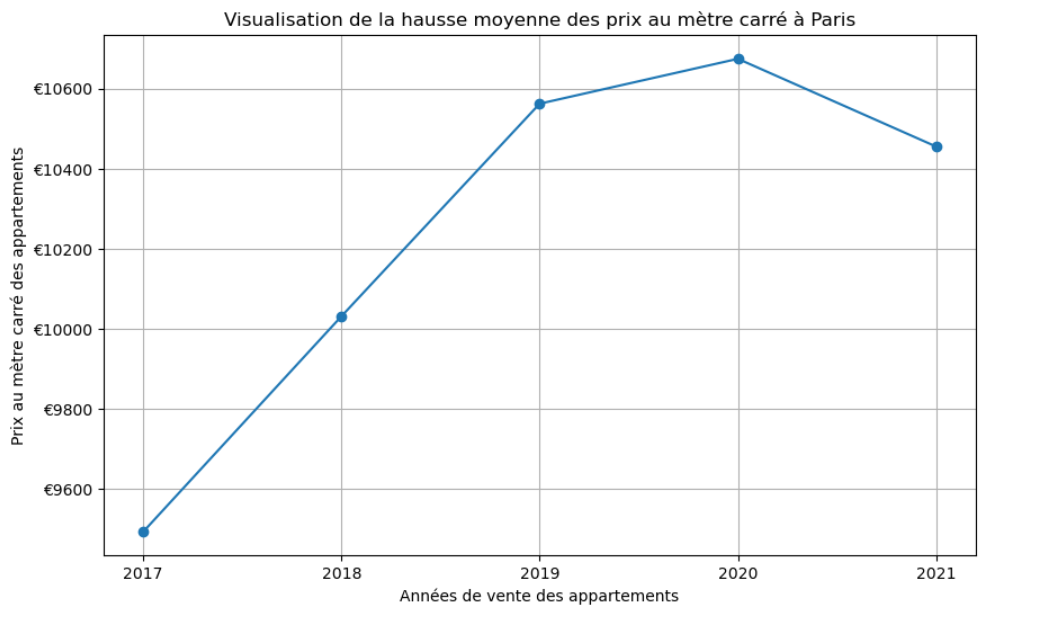 Visualisation de la hausse moyenne des prix au mètre carré à Paris
Prix au mètre carré des appartements
€10600
€10400
€10200
€10000
€9800
€9600
2017 2018 2019 2020 2021
Années de vente des appartements